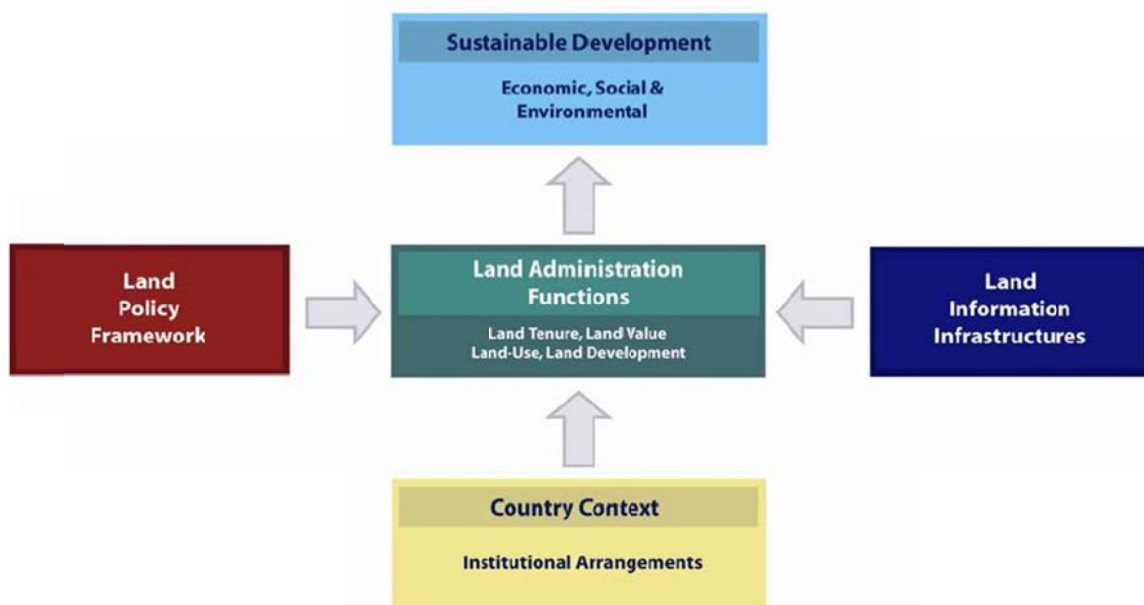 Sustainable Development
Economic, Social &
Environmental
Land
Policy
Framework
Land Administration
Functions
Land Tenure, Land Value
Land-Use, Land Development
Land
Information
Infrastructures
Country Context
Institutional Arrangements